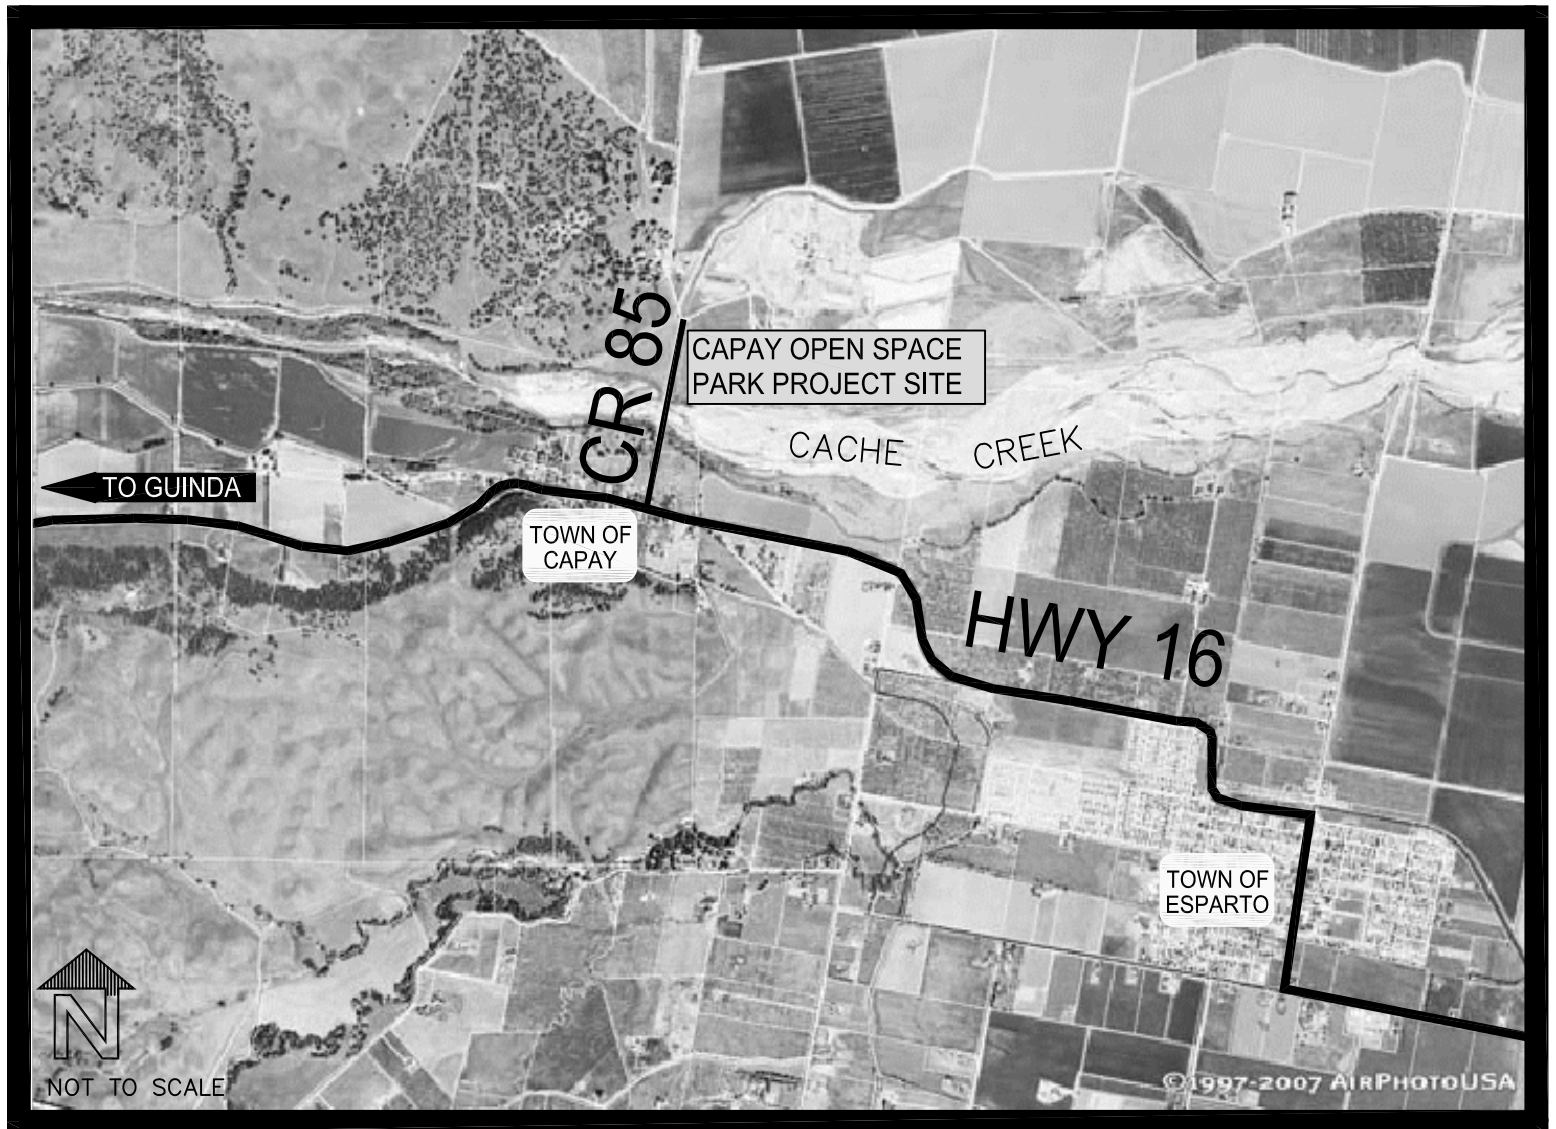 CR 85
CAPAY OPEN SPACE
PARK PROJECT SITE
CACHE CREEK
TO GUINDA
TOWN OF
CAPAY
HWY 16
TOWN OF
ESPARTO
N
NOT TO SCALE
©1997-2007 AIRPHOTOUSA